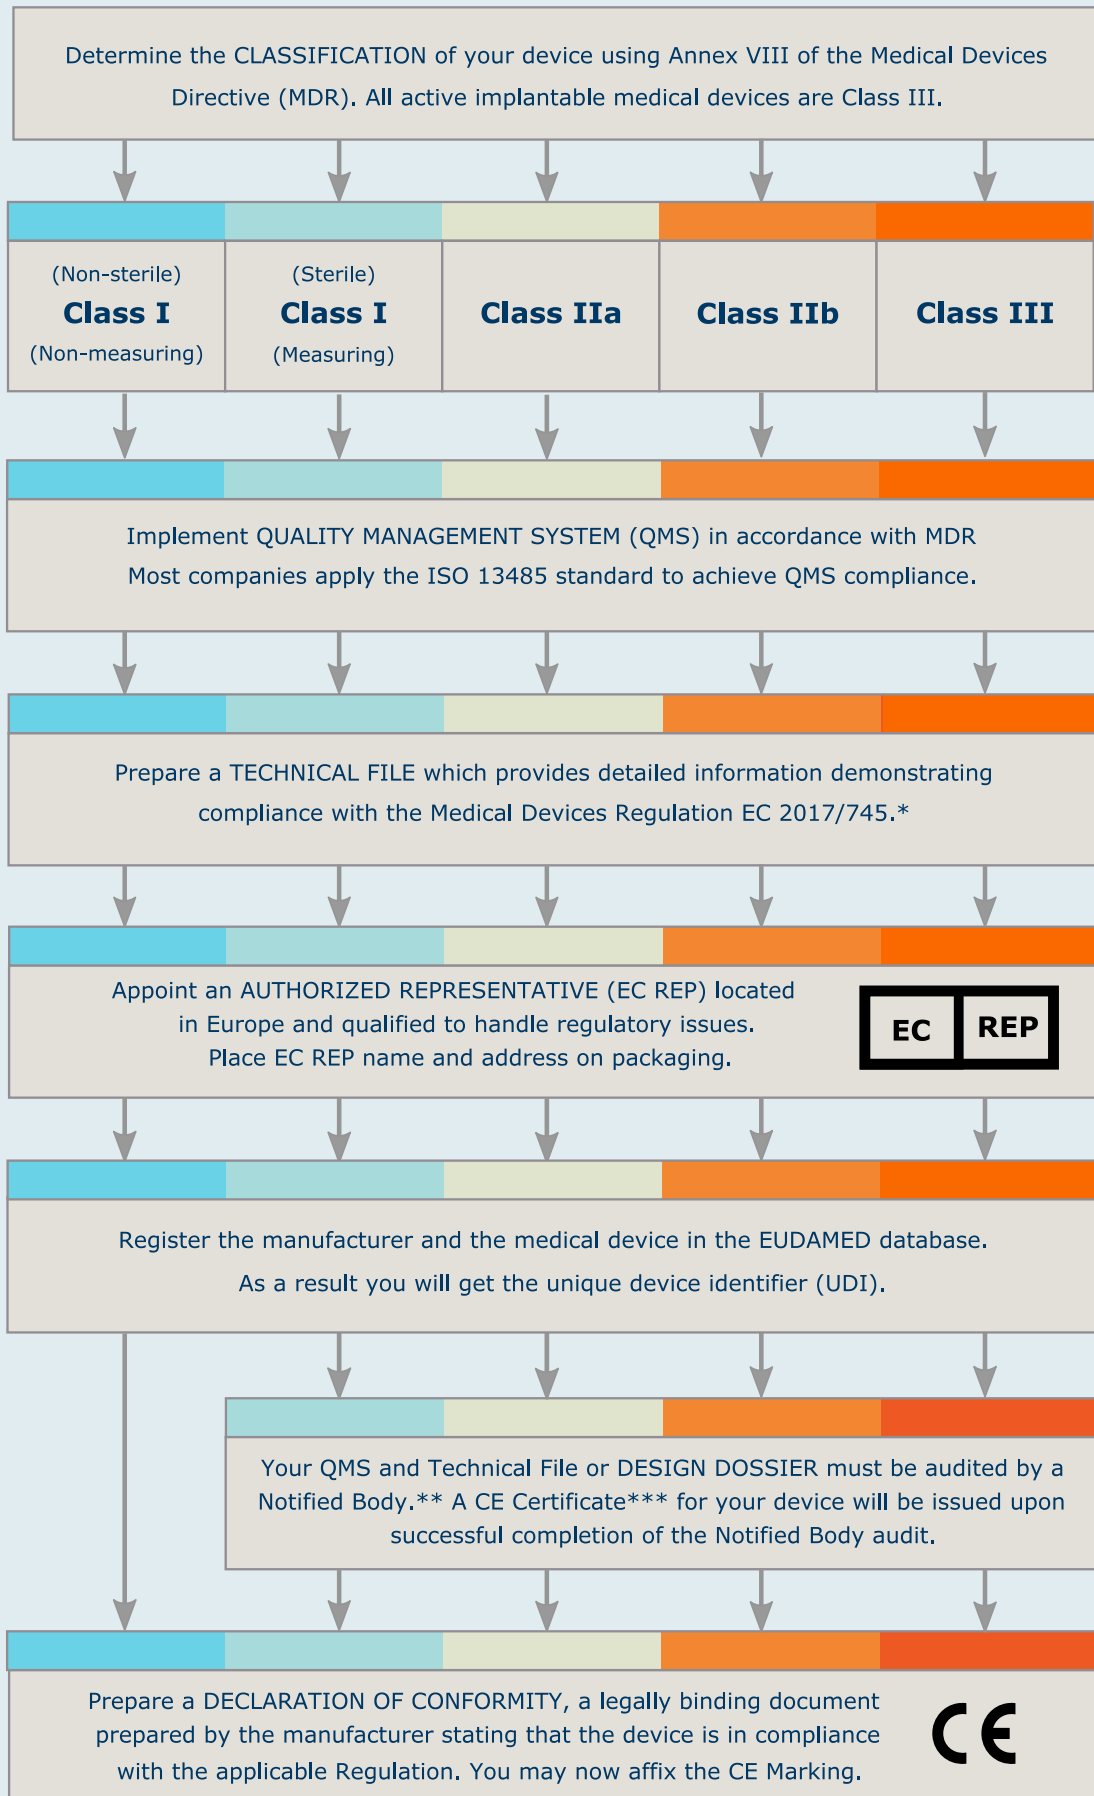 Determine the CLASSIFICATION of your device using Annex VIII of the Medical Devices
Directive (MDR). All active implantable medical devices are Class III.
(Non-sterile)
Class I
(Non-measuring)
(Sterile)
Class I
(Measuring)
Class IIa
Class IIb
Class III
Implement QUALITY MANAGEMENT SYSTEM (QMS) in accordance with MDR
Most companies apply the ISO 13485 standard to achieve QMS compliance.
Prepare a TECHNICAL FILE which provides detailed information demonstrating
compliance with the Medical Devices Regulation EC 2017/745.*
Appoint an AUTHORIZED REPRESENTATIVE (EC REP) located
in Europe and qualified to handle regulatory issues.
Place EC REP name and address on packaging.
EC REP
Register the manufacturer and the medical device in the EUDAMED database.
As a result you will get the unique device identifier (UDI).
Your QMS and Technical File or DESIGN DOSSIER must be audited by a
Notified Body.** A CE Certificate*** for your device will be issued upon
successful completion of the Notified Body audit.
Prepare a DECLARATION OF CONFORMITY, a legally binding document
prepared by the manufacturer stating that the device is in compliance
with the applicable Regulation. You may now affix the CE Marking.
CE